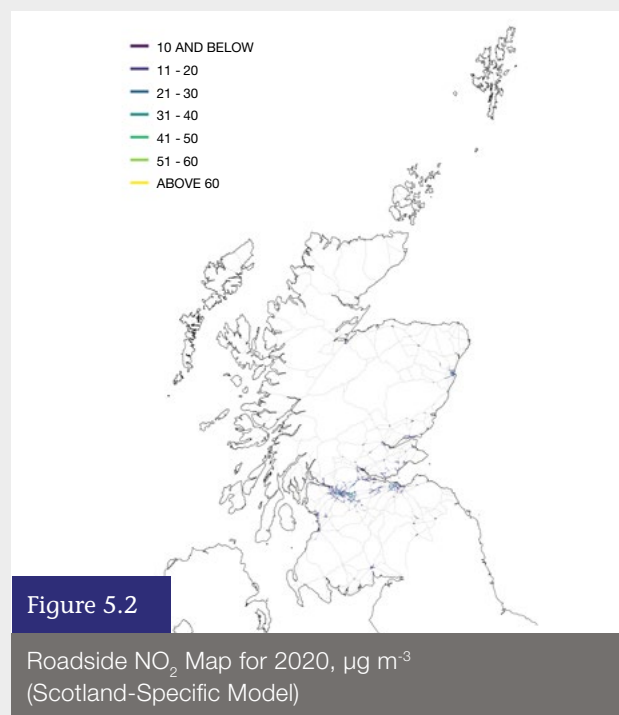 10 AND BELOW
11 - 20
21 - 30
31 - 40
41 - 50
51 - 60
ABOVE 60
Figure 5.2
Roadside NO₂ Map for 2020, µg m⁻³
(Scotland-Specific Model)